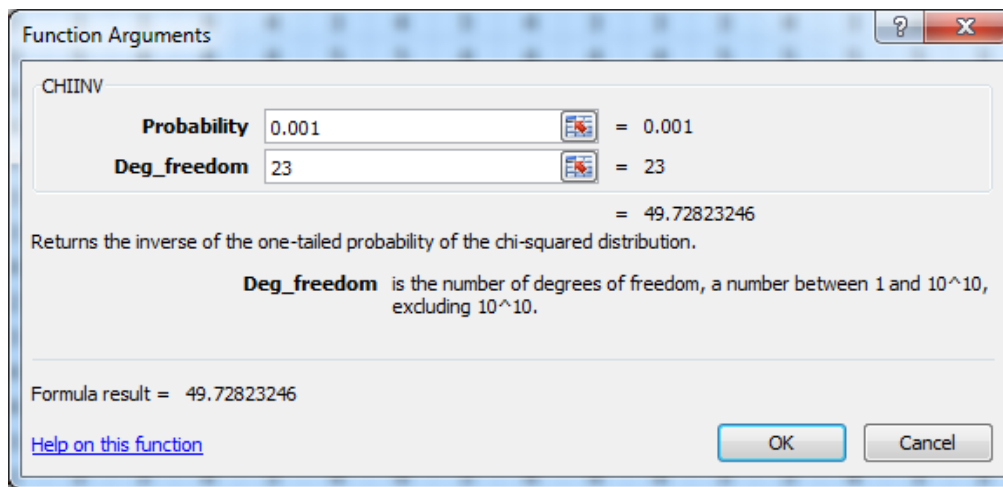 Function Arguments
?
X
CHIINV
Probability 0.001 = 0.001
Deg_freedom 23 = 23
= 49.72823246
Returns the inverse of the one-tailed probability of the chi-squared distribution.
Deg_freedom is the number of degrees of freedom, a number between 1 and 10^10,
excluding 10^10.
Formula result = 49.72823246
Help on this function
OK
Cancel